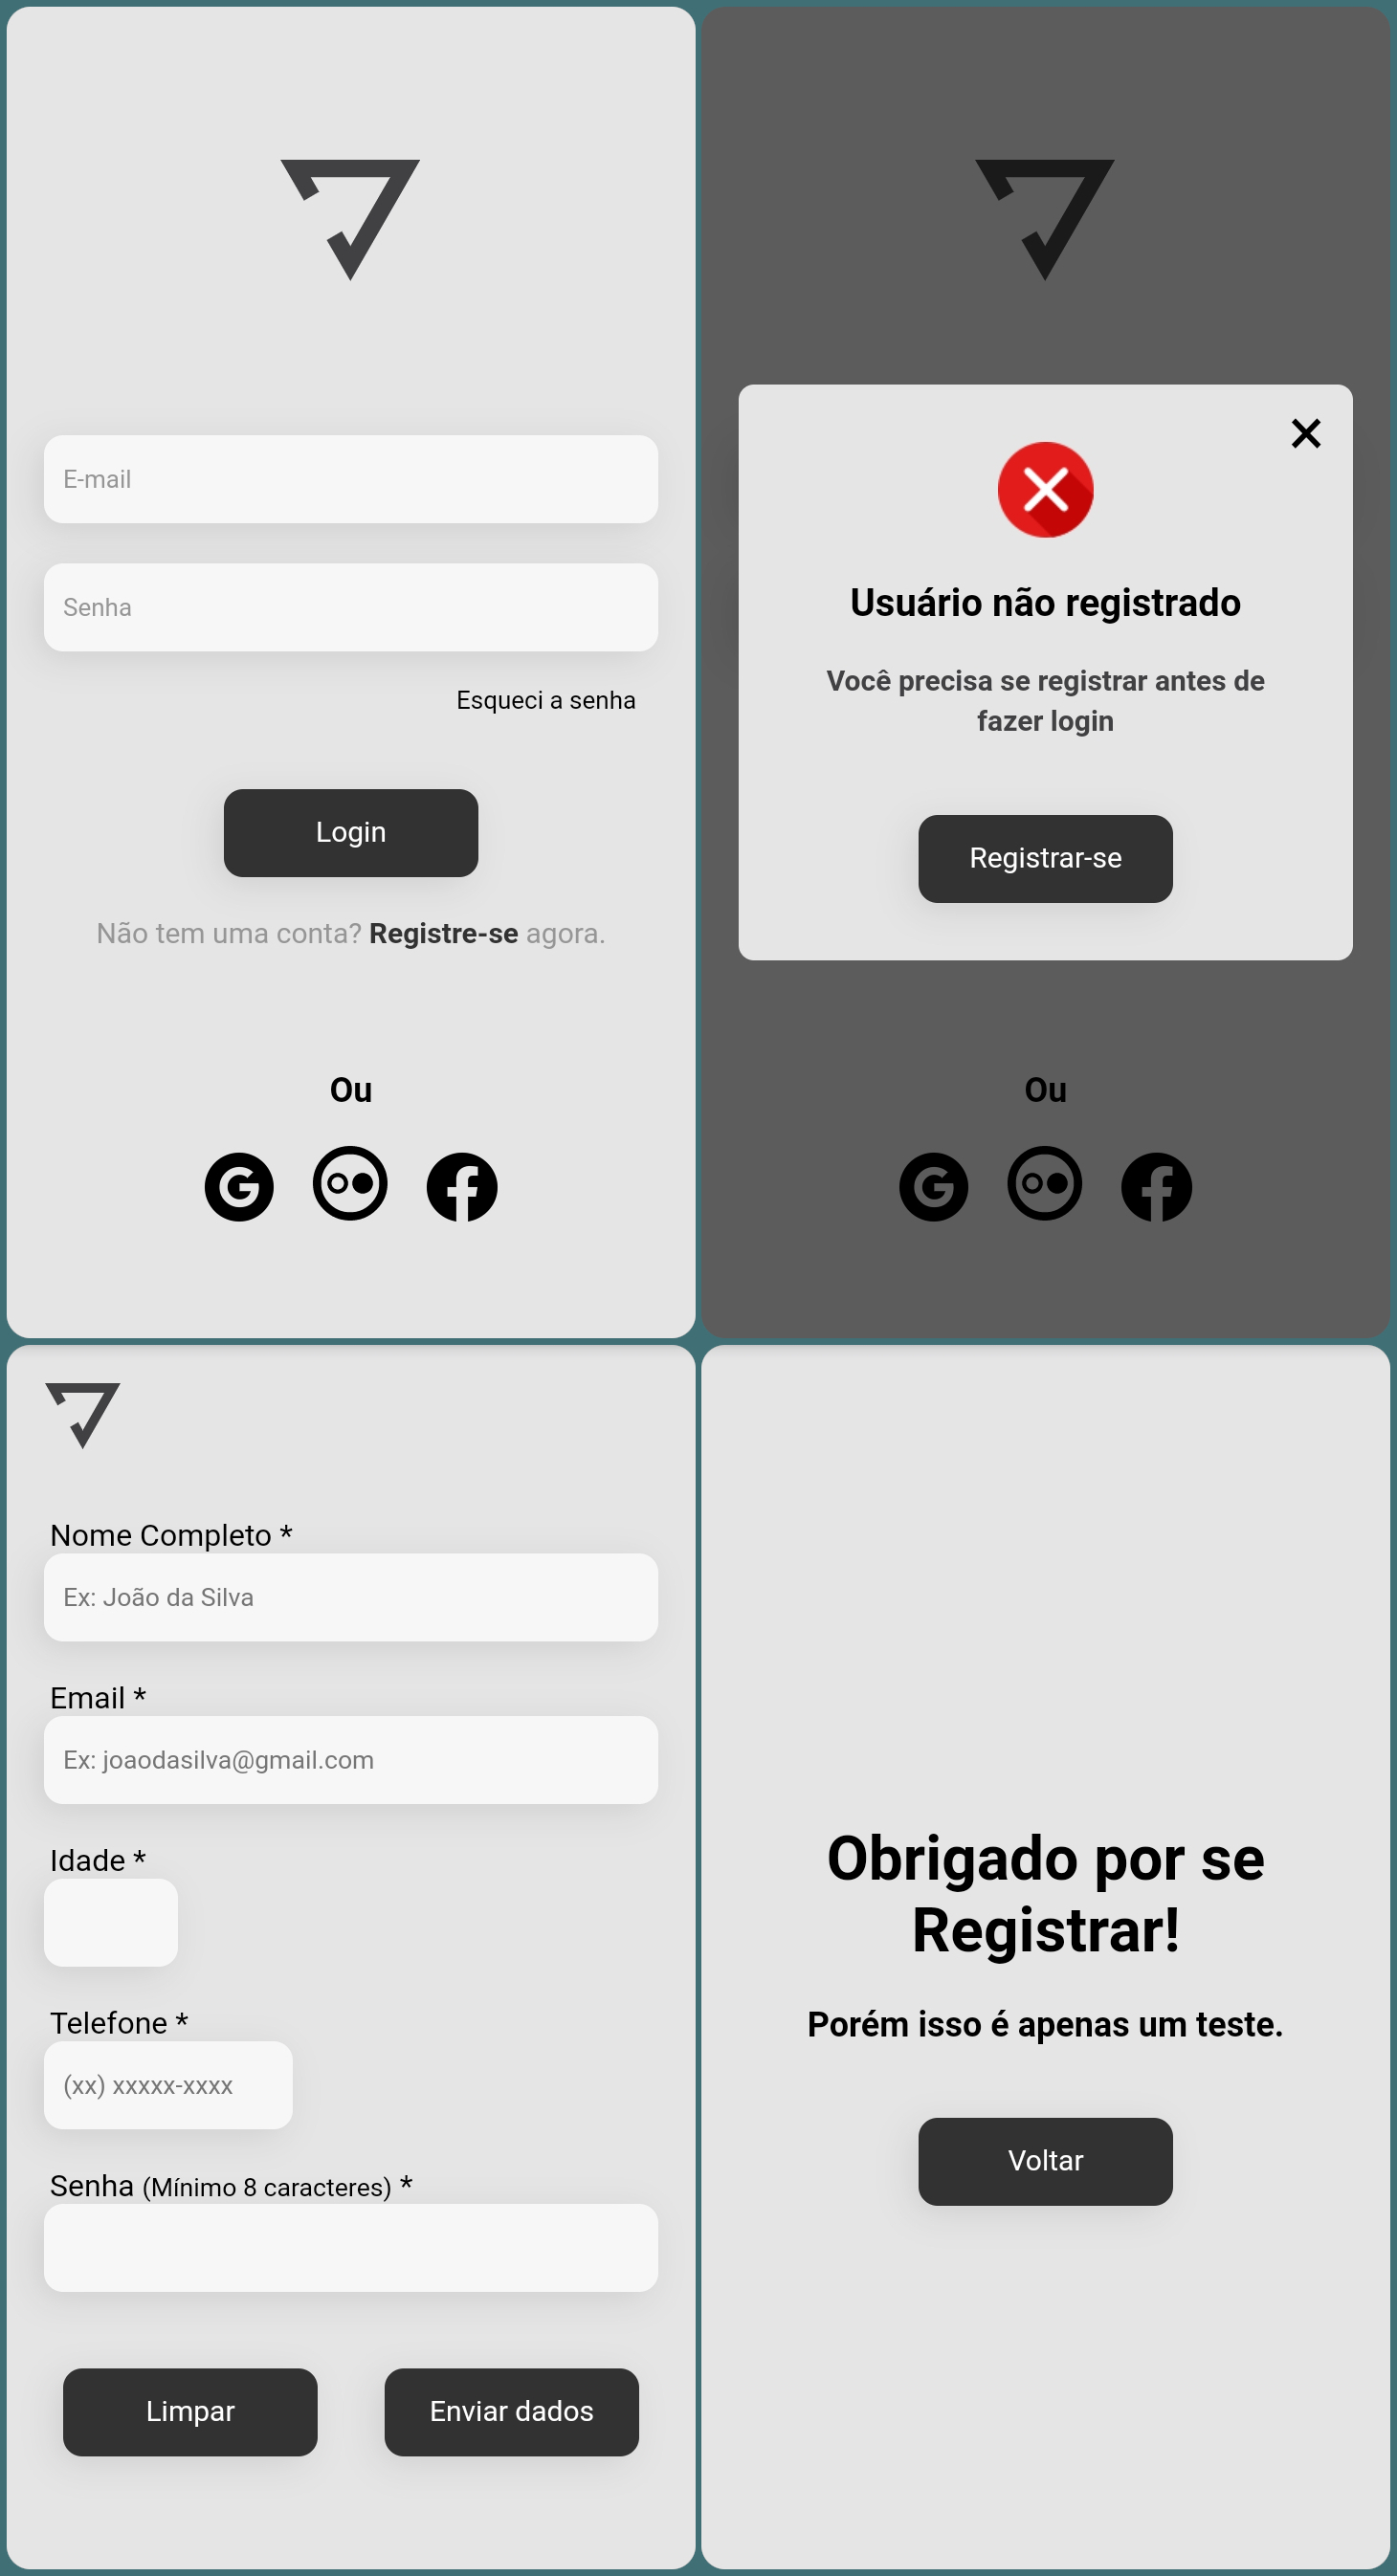 E-mail
Senha
Esqueci a senha
Login
Não tem uma conta? Registre-se agora.
Ou
Usuário não registrado
Você precisa se registrar antes de
fazer login
Registrar-se
Ou
Nome Completo *
Ex: João da Silva
Email *
Ex: joaodasilva@gmail.com
Idade *
Telefone *
(xx) xxxxx-xxxx
Senha (Mínimo 8 caracteres) *
Limpar
Enviar dados
Obrigado por se
Registrar!
Porém isso é apenas um teste.
Voltar